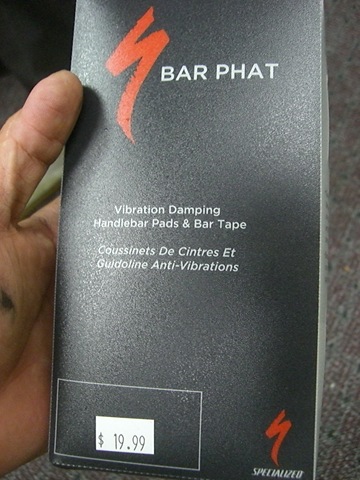 BAR PHAT
Vibration Damping
Handlebar Pads & Bar Tape
Coussinets De Cintres Et
Guidoline Anti-Vibrations
$ 19.99
SPECIALIZED